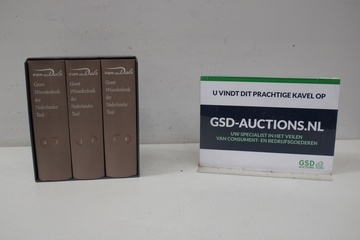 van Dale
Groot
Woordenboek
der
Nederlandse
Taal
van Dale
Groot
Woordenboek
der
Nederlandse
Taal
van Dale
Groot
Woordenboek
der
Nederlandse
Taal
U VINDT DIT PRACHTIGE KAVEL OP
GSD-AUCTIONS.NL
UW SPECIALIST IN HET VEILEN
VAN CONSUMENT- EN BEDRIJFSGOEDEREN
GSD